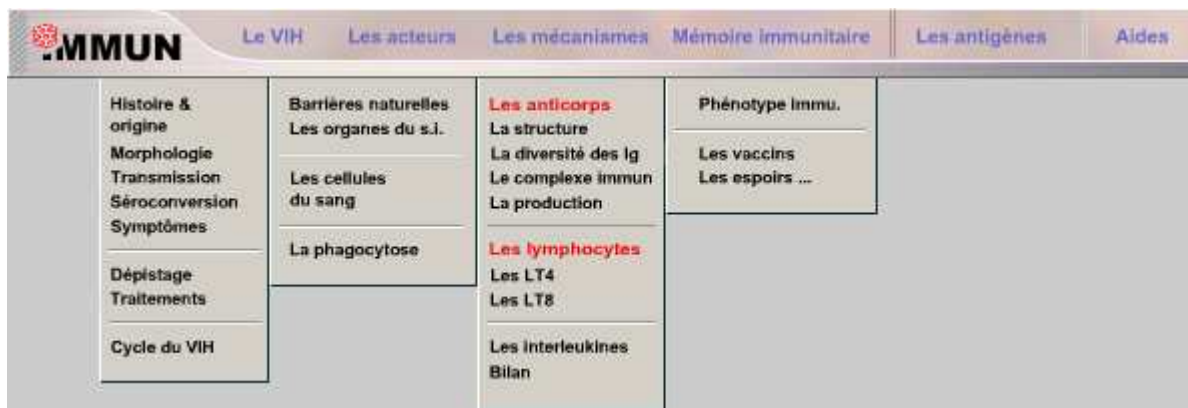 IMMUN
Le VIH
Les acteurs
Les mécanismes
Mémoire immunitaire
Les antigènes
Aides
Histoire &
origine
Morphologie
Transmission
Séroconversion
Symptômes
Dépistage
Traitements
Cycle du VIH
Barrières naturelles
Les organes du s.i.
Les cellules
du sang
La phagocytose
Les anticorps
La structure
La diversité des Ig
Le complexe immun
La production
Les lymphocytes
Les LT4
Les LT8
Les interleukines
Bilan
Phénotype immu.
Les vaccins
Les espoirs ...